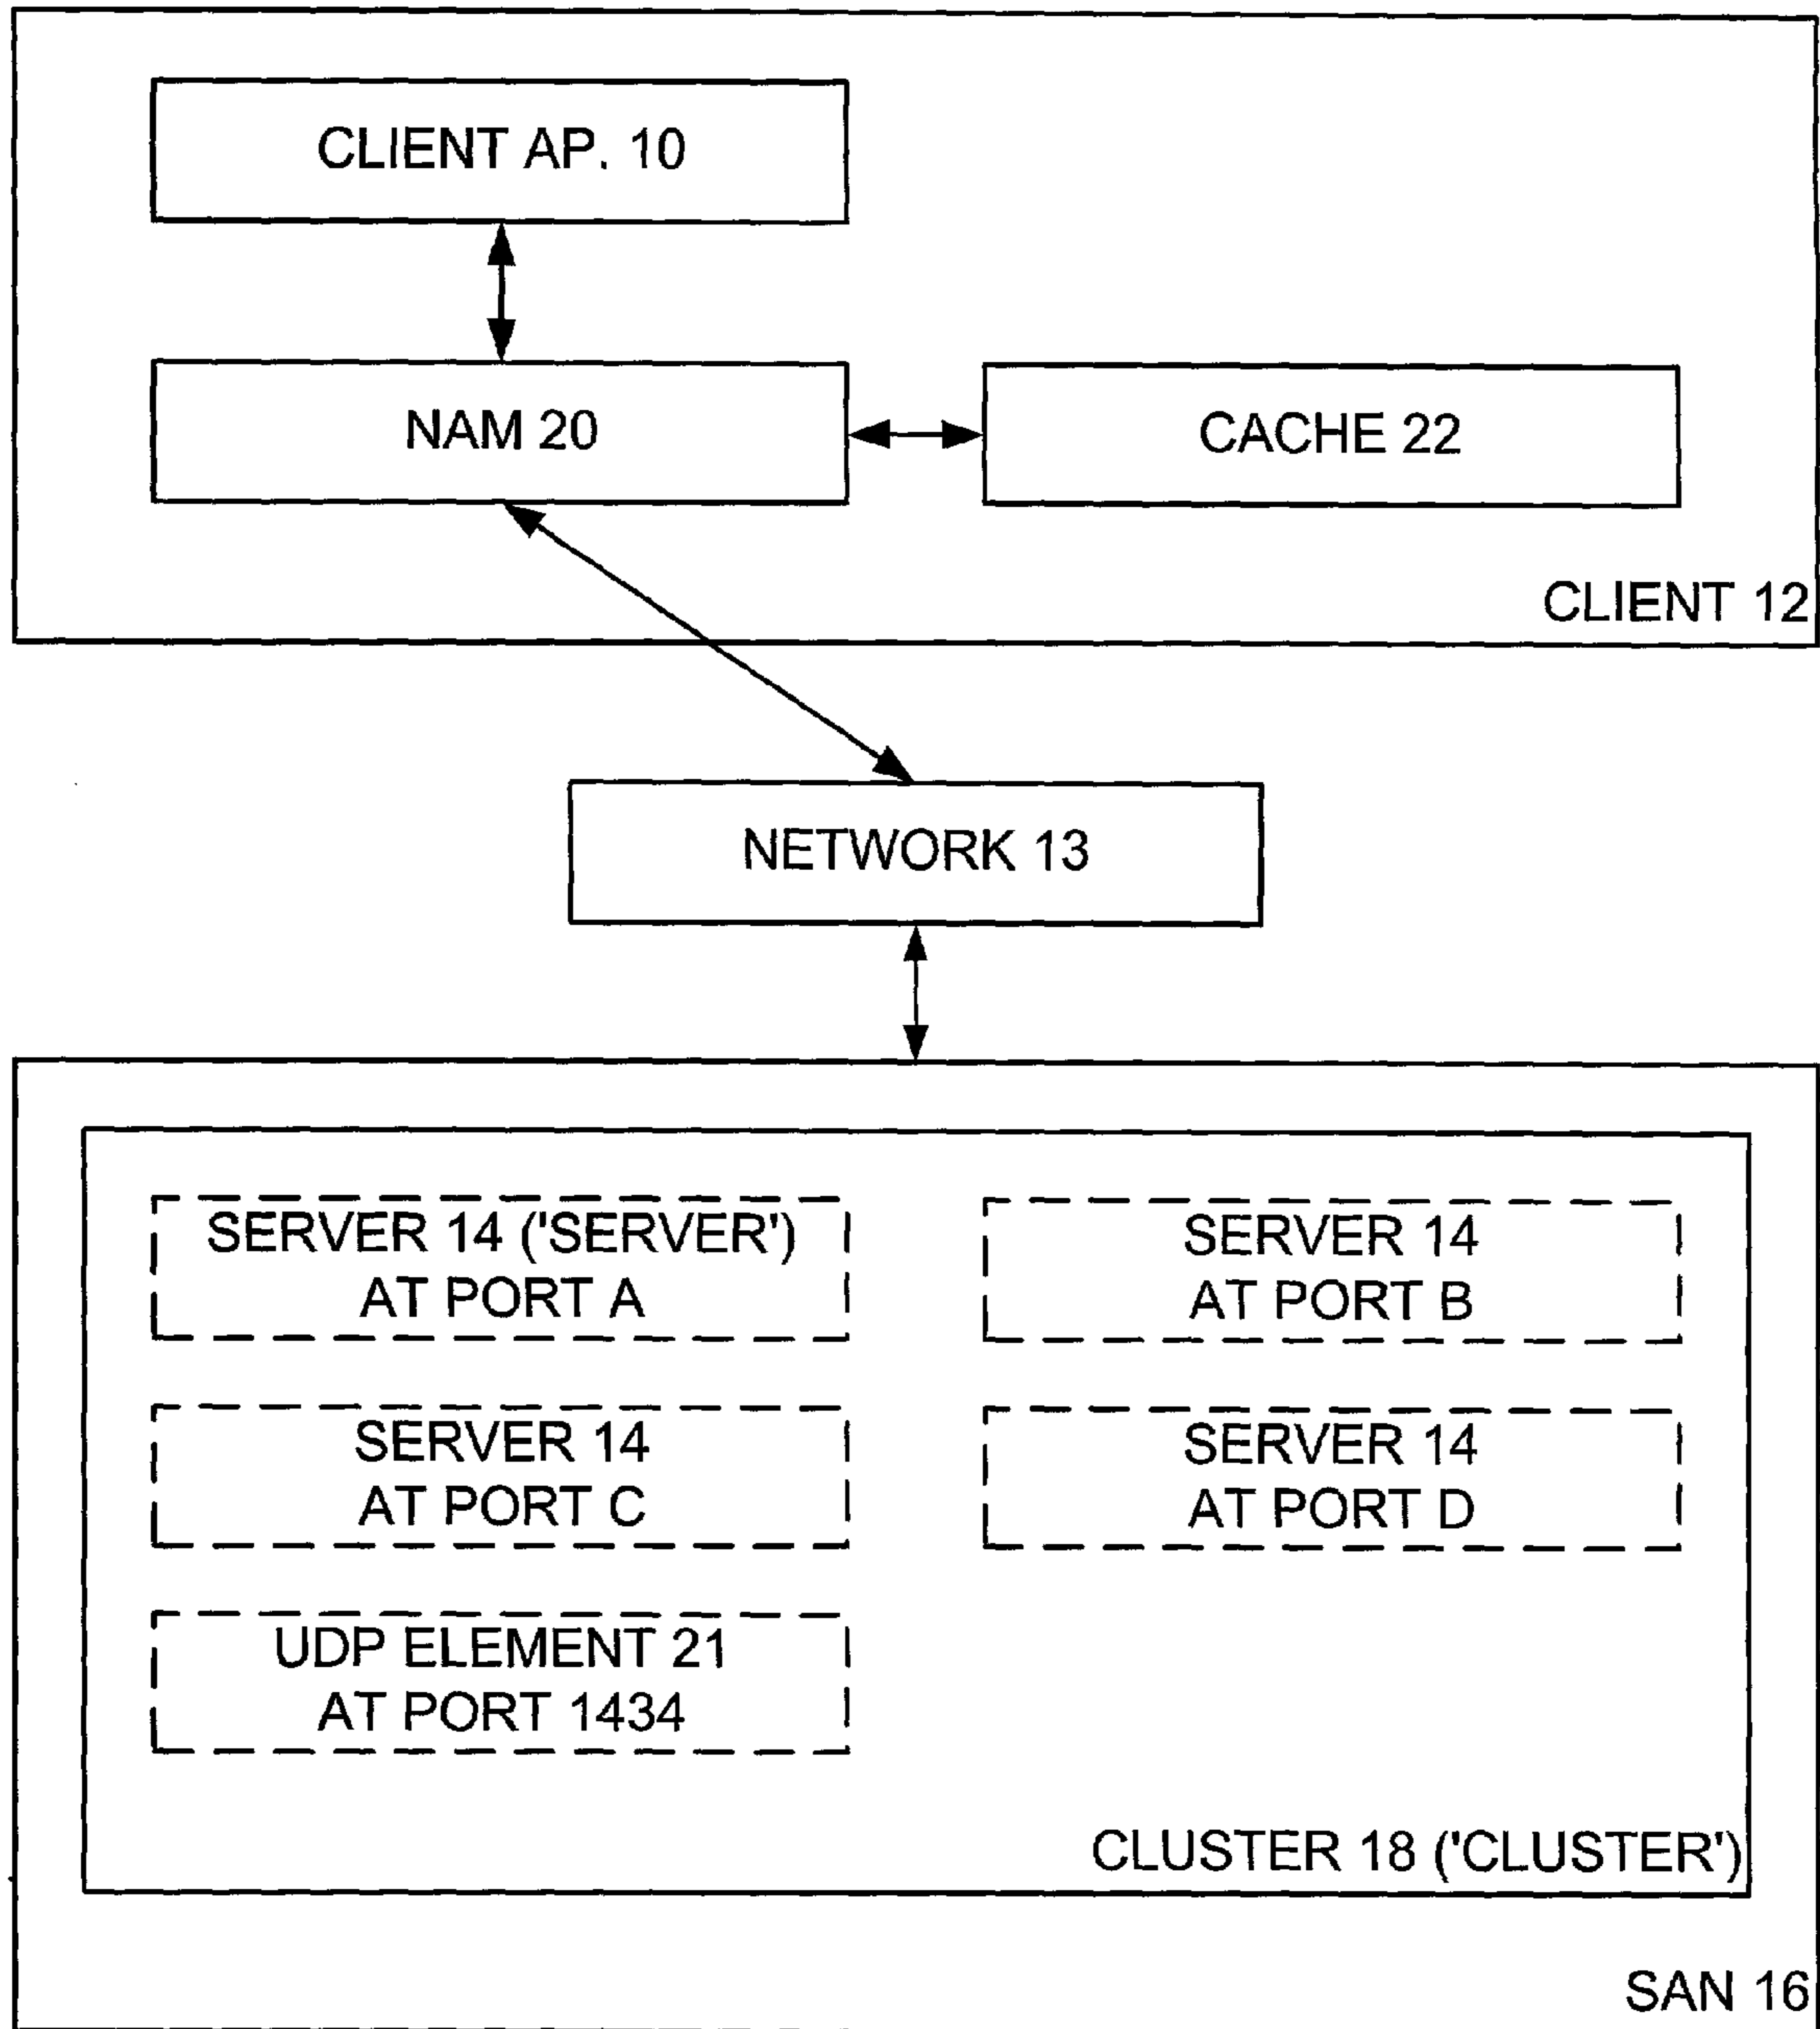 CLIENT AP. 10
NAM 20
CACHE 22
CLIENT 12
NETWORK 13
SERVER 14 ('SERVER')
AT PORT A
SERVER 14
AT PORT B
SERVER 14
AT PORT C
SERVER 14
AT PORT D
UDP ELEMENT 21
AT PORT 1434
CLUSTER 18 ('CLUSTER')
SAN 16